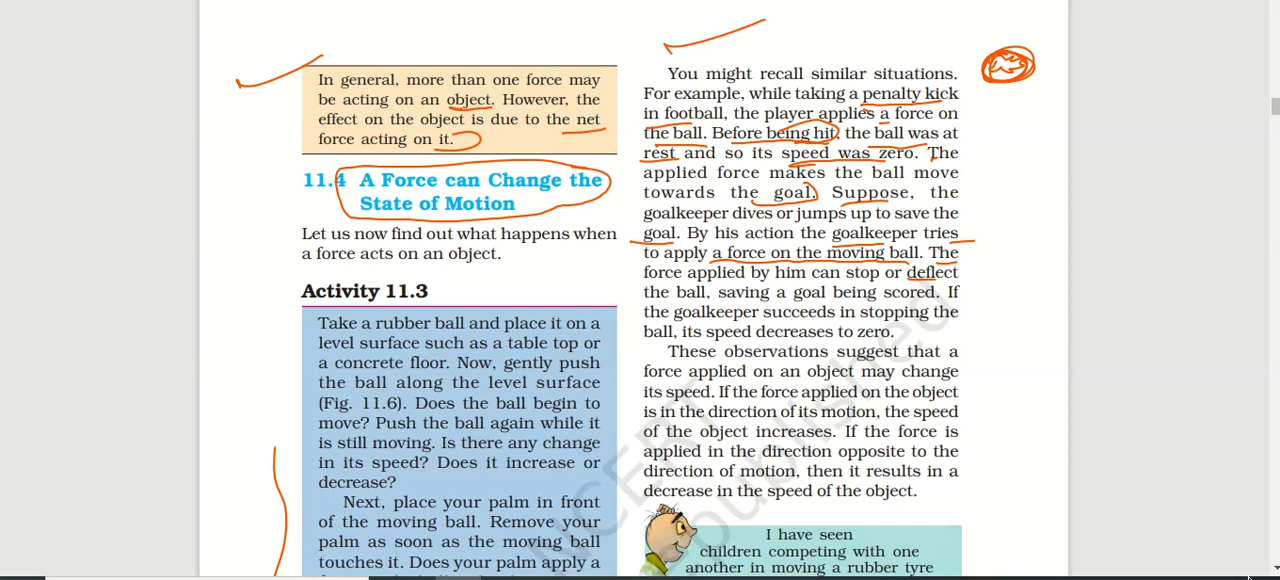 In general, more than one force may
be acting on an object. However, the
effect on the object is due to the net
force acting on it.
11.4 A Force can Change the
State of Motion
Let us now find out what happens when
a force acts on an object.
Activity 11.3
Take a rubber ball and place it on a
level surface such as a table top or
a concrete floor. Now, gently push
the ball along the level surface
(Fig. 11.6). Does the ball begin to
move? Push the ball again while it
is still moving. Is there any change
in its speed? Does it increase or
decrease?
Next, place your palm in front
of the moving ball. Remove your
palm as soon as the moving ball
touches it. Does your palm apply a
You might recall similar situations.
For example, while taking a penalty kick
in football, the player applies a force on
the ball. Before being hit, the ball was at
rest and so its speed was zero. The
applied force makes the ball move
towards the goal. Suppose, the
goalkeeper dives or jumps up to save the
goal. By his action the goalkeeper tries
to apply a force on the moving ball. The
force applied by him can stop or deflect
the ball, saving a goal being scored. If
the goalkeeper succeeds in stopping the
ball, its speed decreases to zero.
These observations suggest that a
force applied on an object may change
its speed. If the force applied on the object
is in the direction of its motion, the speed
of the object increases. If the force is
applied in the direction opposite to the
direction of motion, then it results in a
decrease in the speed of the object.
I have seen
children competing with one
another in moving a rubber tyre
NCERT
published